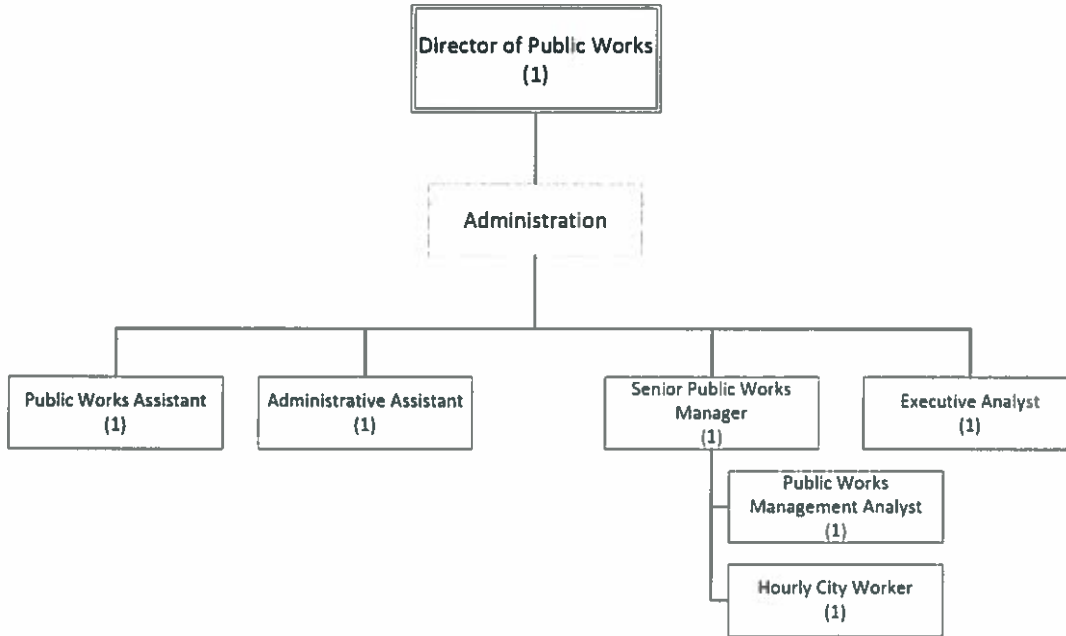 Director of Public Works
(1)
Administration
Public Works Assistant
(1)
Administrative Assistant
(1)
Senior Public Works
Manager
(1)
Executive Analyst
(1)
Public Works
Management Analyst
(1)
Hourly City Worker
(1)